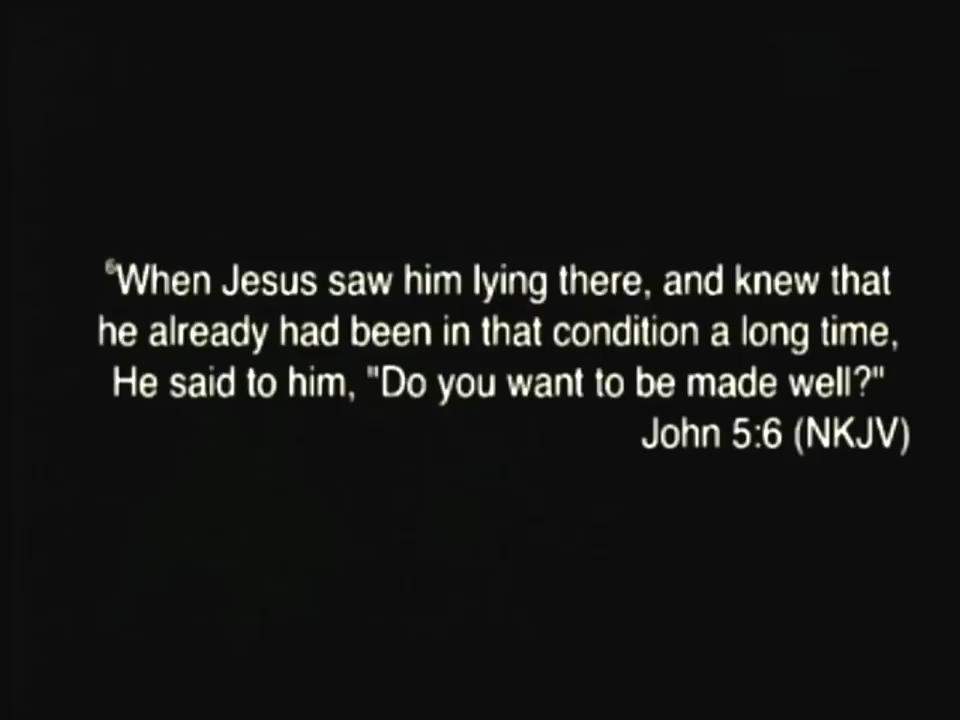 ⁶When Jesus saw him lying there, and knew that
he already had been in that condition a long time,
He said to him, "Do you want to be made well?"
John 5:6 (NKJV)